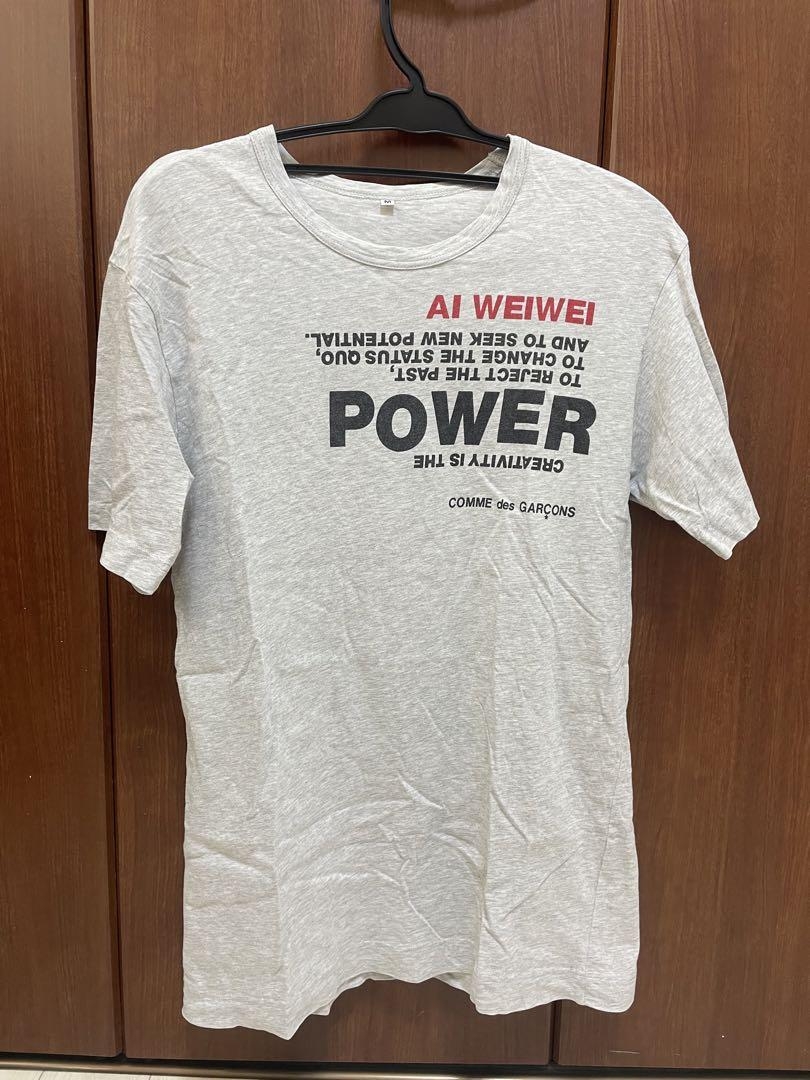 M
AI WEIWEI
AND TO SEEK NEW POTENTIAL.
TO CHANGE THE STATUS QUO,
TO REJECT THE PAST,
POWER
CREATIVITY IS THE
COMME des GARÇONS